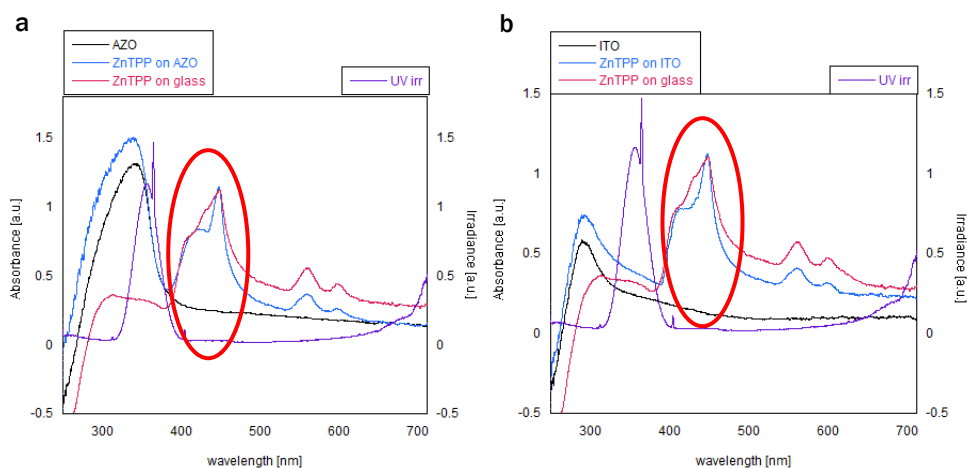 a
AZO
ZnTPP on AZO
ZnTPP on glass
UV irr
1.5
1
0.5
0
-0.5
Absorbance [a.u.]
1.5
1
0.5
0
-0.5
Irradiance [a.u.]
300
400
500
600
700
wavelength [nm]
b
ITO
ZnTPP on ITO
ZnTPP on glass
UV irr
1.5
1
0.5
0
-0.5
Absorbance [a.u.]
1.5
1
0.5
0
-0.5
Irradiance [a.u.]
300
400
500
600
700
wavelength [nm]